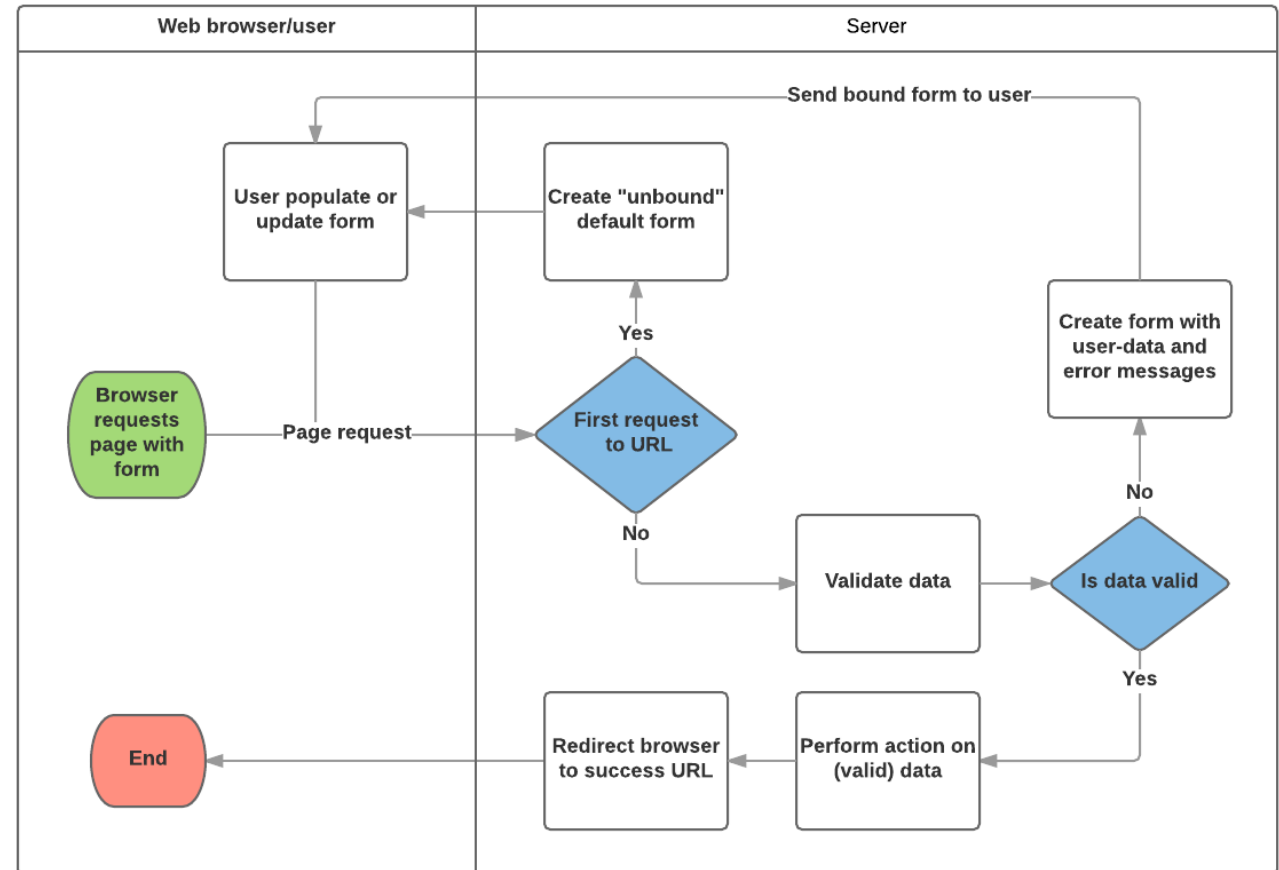 Web browser/user
Server
Send bound form to user
User populate or
update form
Create "unbound"
default form
Yes
Create form with
user-data and
error messages
Browser
requests
page with
form
Page request
First request
to URL
No
No
Validate data
Is data valid
Yes
End
Redirect browser
to success URL
Perform action on
(valid) data